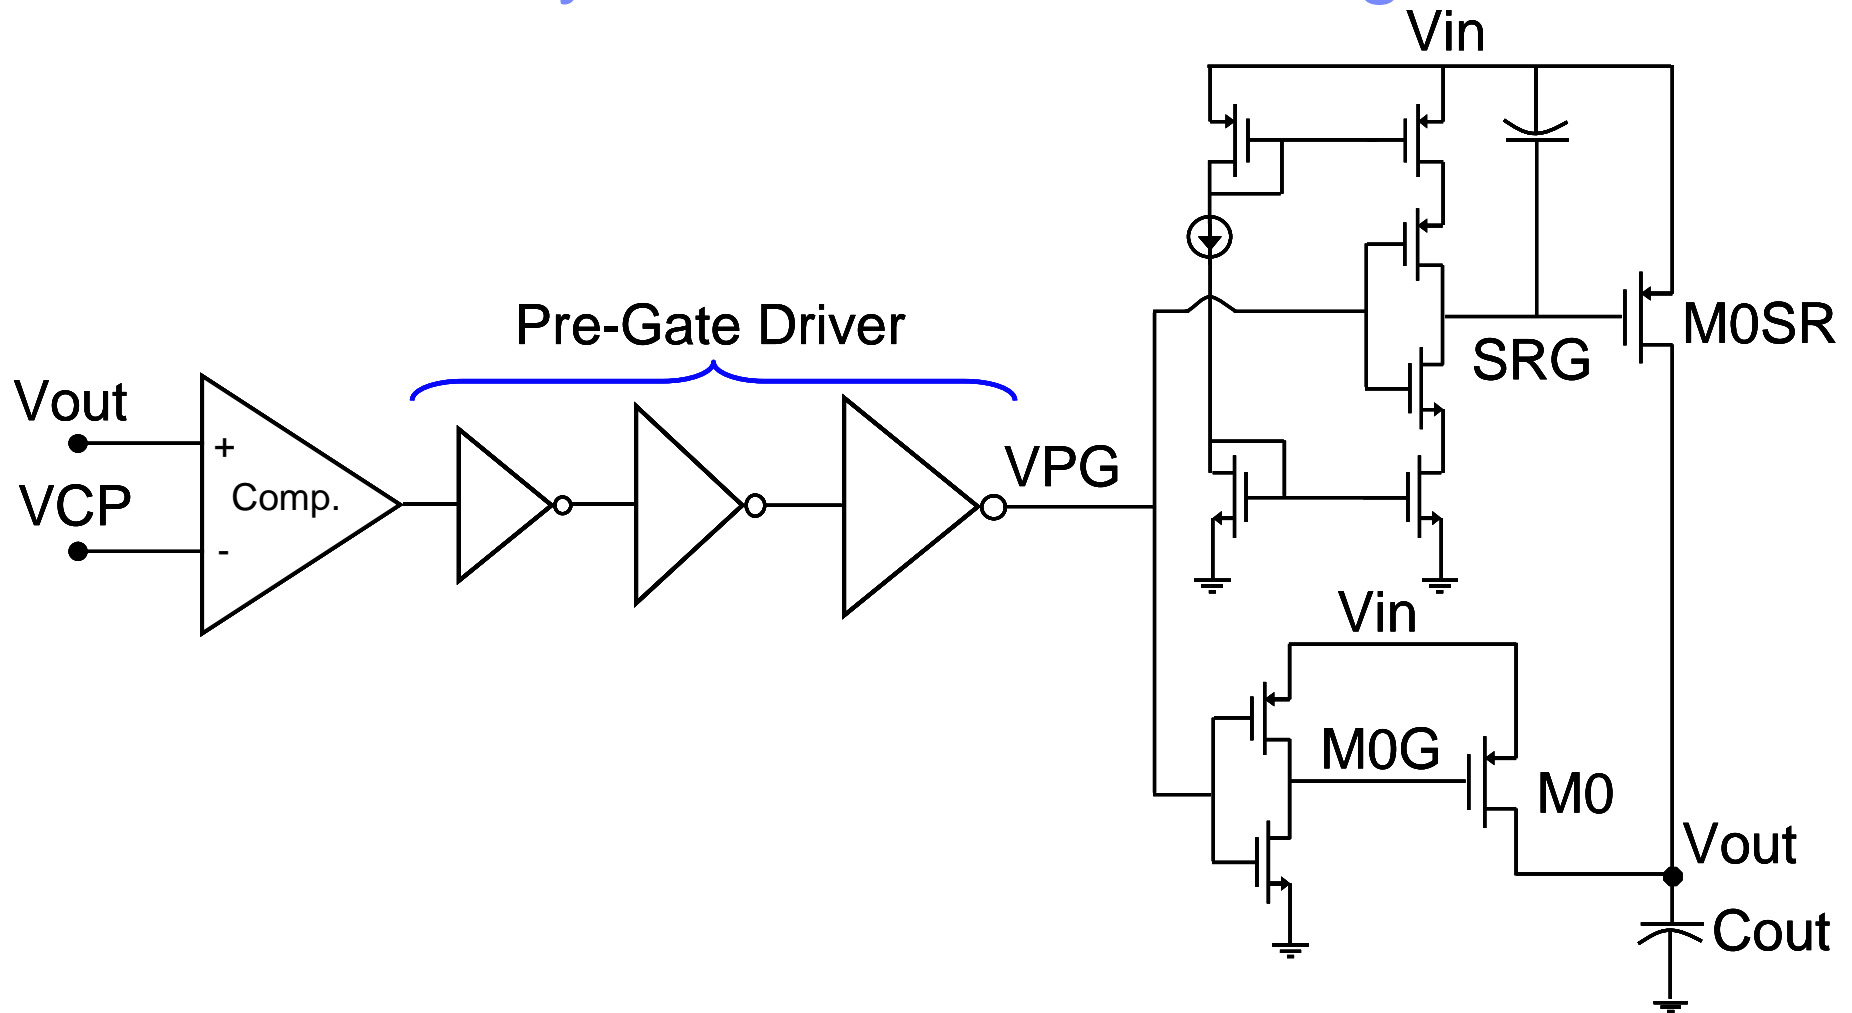 Vin
Pre-Gate Driver
M0SR
SRG
Vout
+
Comp.
VCP
-
VPG
Vin
M0G
M0
Vout
Cout